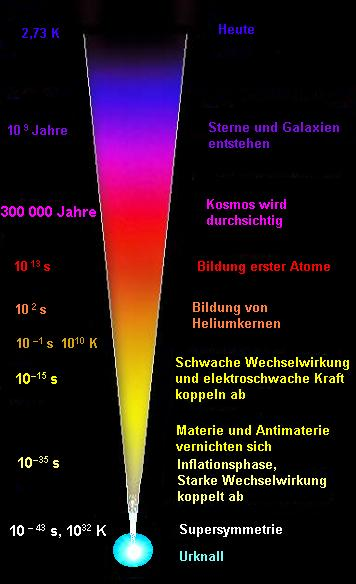 2,73 K Heute
10⁹ Jahre Sterne und Galaxien
entstehen
300 000 Jahre Kosmos wird
durchsichtig
10¹³ s Bildung erster Atome
10² s Bildung von
Heliumkernen
10⁻¹ s 10¹⁰ K
Schwache Wechselwirkung
10⁻¹⁵ s und elektroschwache Kraft
koppeln ab
Materie und Antimaterie
vernichten sich
10⁻³⁵ s Inflationsphase,
Starke Wechselwirkung
koppelt ab
10⁻⁴³ s, 10³² K Supersymmetrie
Urknall